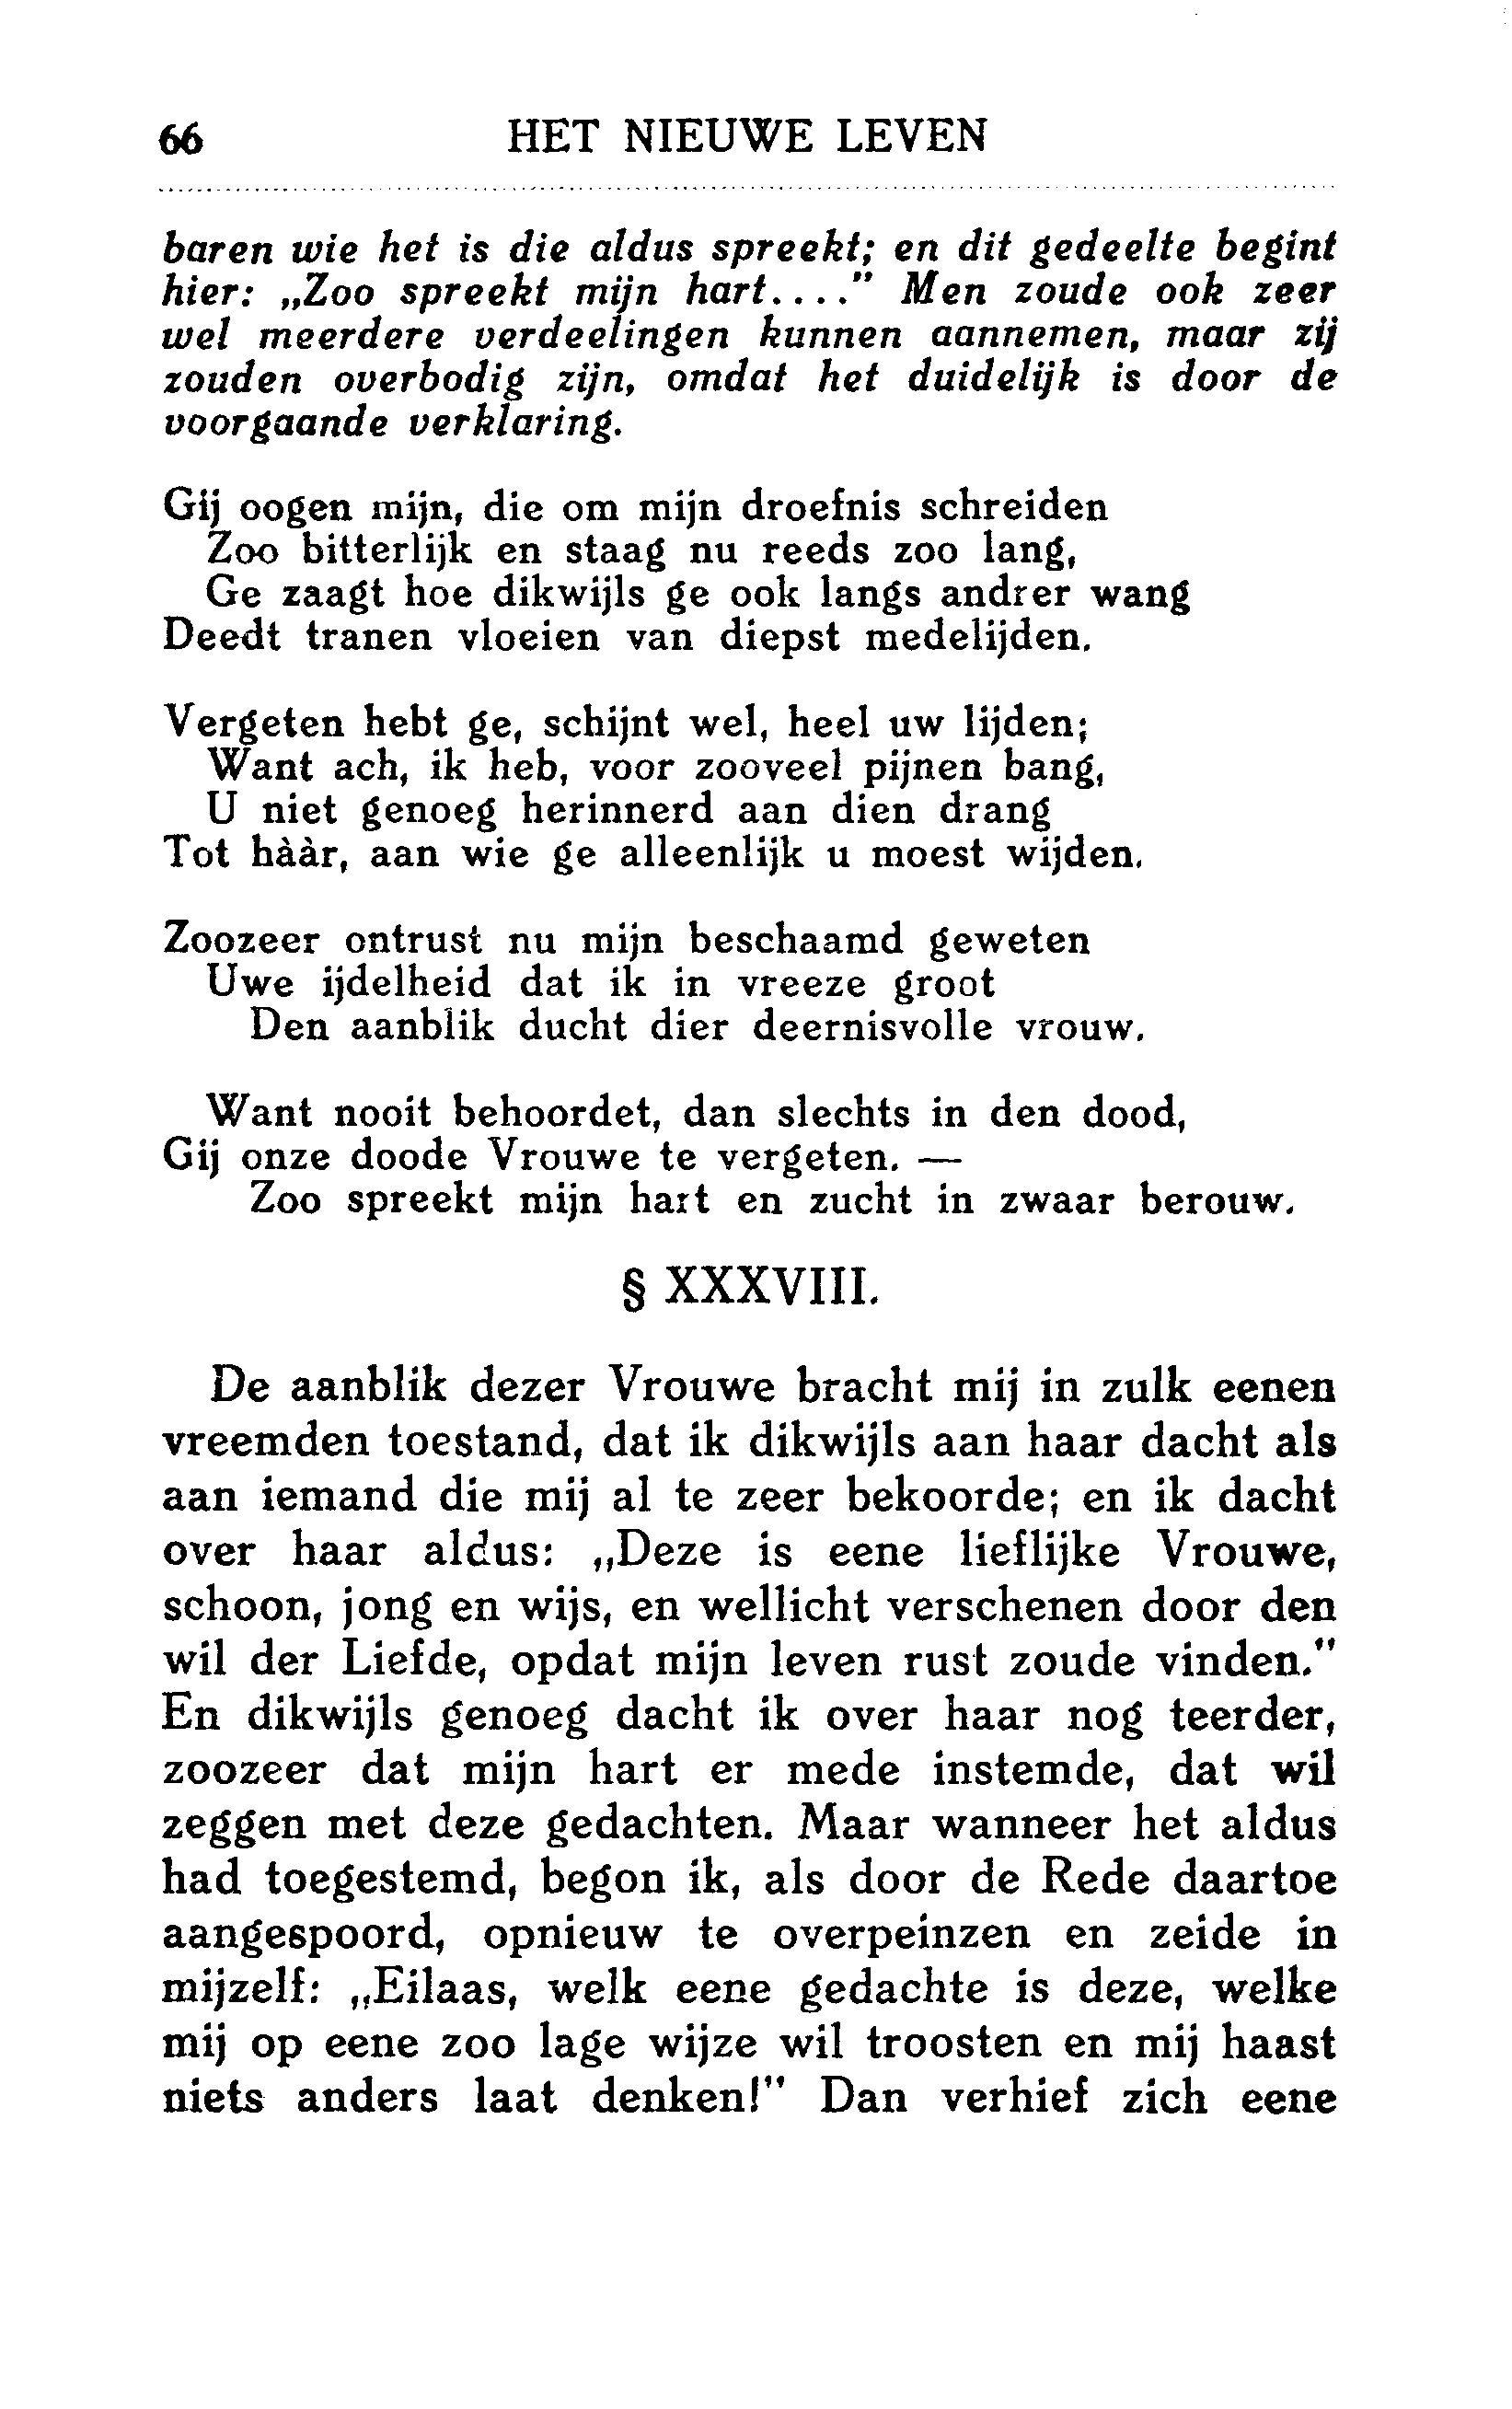 66 HET NIEUWE LEVEN
baren wie het is die aldus spreekt; en dit gedeelte begint
hier: „Zoo spreekt mijn hart...." Men zoude ook zeer
wel meerdere verdeelingen kunnen aannemen, maar zij
zouden overbodig zijn, omdat het duidelijk is door de
voorgaande verklaring.
Gij oogen mijn, die om mijn droefnis schreiden
Zoo bitterlijk en staag nu reeds zoo lang,
Ge zaagt hoe dikwijls ge ook langs andrer wang
Deedt tranen vloeien van diepst medelijden.
Vergeten hebt ge, schijnt wel, heel uw lijden;
Want ach, ik heb, voor zooveel pijnen bang,
U niet genoeg herinnerd aan dien drang
Tot hààr, aan wie ge alleenlijk u moest wijden.
Zoozeer ontrust nu mijn beschaamd geweten
Uwe ijdelheid dat ik in vreeze groot
Den aanblik ducht dier deernisvolle vrouw.
Want nooit behoordet, dan slechts in den dood,
Gij onze doode Vrouwe te vergeten. —
Zoo spreekt mijn hart en zucht in zwaar berouw.
§ XXXVIII.
De aanblik dezer Vrouwe bracht mij in zulk eenen
vreemden toestand, dat ik dikwijls aan haar dacht als
aan iemand die mij al te zeer bekoorde; en ik dacht
over haar aldus: „Deze is eene lieflijke Vrouwe,
schoon, jong en wijs, en wellicht verschenen door den
wil der Liefde, opdat mijn leven rust zoude vinden."
En dikwijls genoeg dacht ik over haar nog teerder,
zoozeer dat mijn hart er mede instemde, dat wil
zeggen met deze gedachten. Maar wanneer het aldus
had toegestemd, begon ik, als door de Rede daartoe
aangespoord, opnieuw te overpeinzen en zeide in
mijzelf: „Eilaas, welk eene gedachte is deze, welke
mij op eene zoo lage wijze wil troosten en mij haast
niets anders laat denken!" Dan verhief zich eene